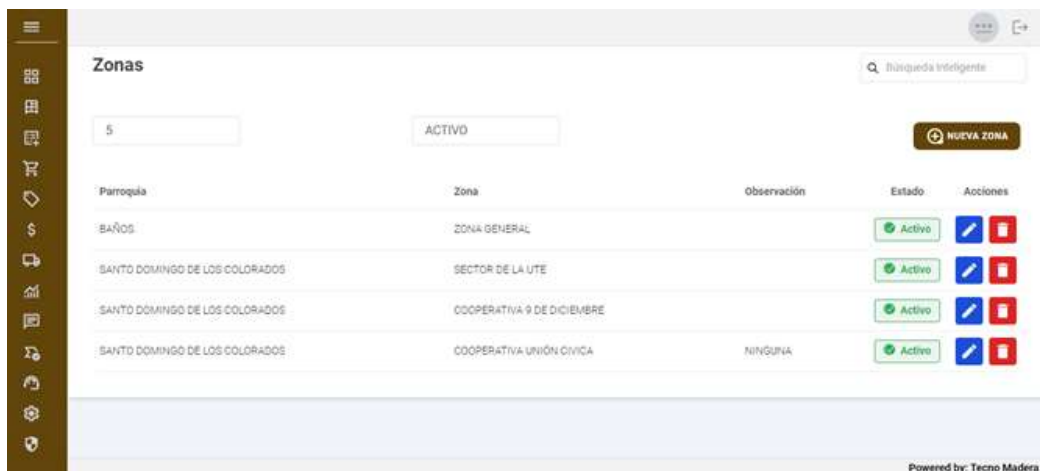 Zonas
Búsqueda Inteligente
5 ACTIVO NUEVA ZONA
Parroquia Zona Observación Estado Acciones
BAÑOS ZONA GENERAL Activo
SANTO DOMINGO DE LOS COLORADOS SECTOR DE LA UTE Activo
SANTO DOMINGO DE LOS COLORADOS COOPERATIVA 9 DE DICIEMBRE Activo
SANTO DOMINGO DE LOS COLORADOS COOPERATIVA UNIÓN CIVICA NINGUNA Activo
Powered by: Tecno Madera